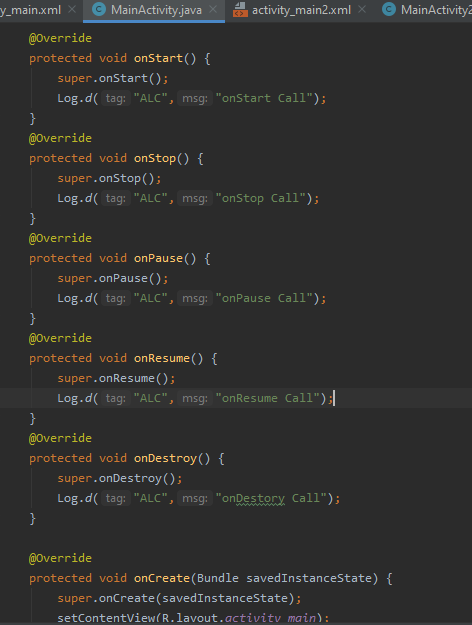 y_main.xml MainActivity.java activity_main2.xml MainActivity2
@Override
protected void onStart() {
super.onStart();
Log.d( tag: "ALC", msg: "onStart Call");
}
@Override
protected void onStop() {
super.onStop();
Log.d( tag: "ALC", msg: "onStop Call");
}
@Override
protected void onPause() {
super.onPause();
Log.d( tag: "ALC", msg: "onPause Call");
}
@Override
protected void onResume() {
super.onResume();
Log.d( tag: "ALC", msg: "onResume Call");
}
@Override
protected void onDestroy() {
super.onDestroy();
Log.d( tag: "ALC", msg: "onDestory Call");
}
@Override
protected void onCreate(Bundle savedInstanceState) {
super.onCreate(savedInstanceState);
setContentView(R.layout.activity_main);